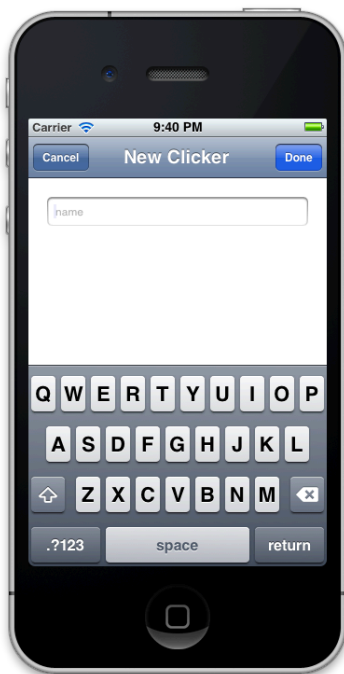 Carrier 9:40 PM
Cancel New Clicker Done
name
Q W E R T Y U I O P
A S D F G H J K L
Z X C V B N M
.?123 space return